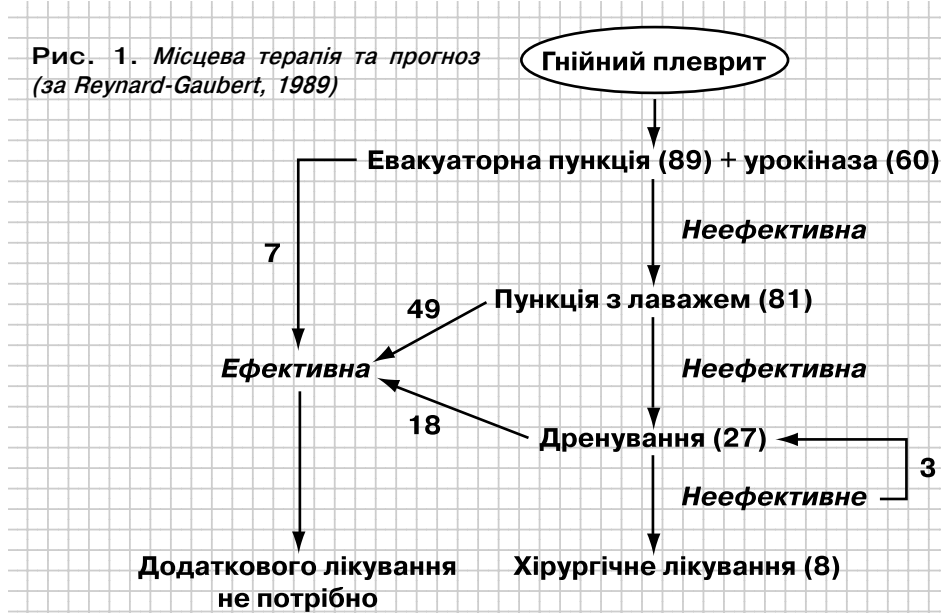 Рис. 1. Місцева терапія та прогноз
(за Reynard-Gaubert, 1989)
Гнійний плеврит
Евакуаторна пункція (89) + урокіназа (60)
Неефективна
7
Пункція з лаважем (81)
49
Ефективна
Неефективна
18
Дренування (27)
3
Неефективне
Додаткового лікування
не потрібно
Хірургічне лікування (8)